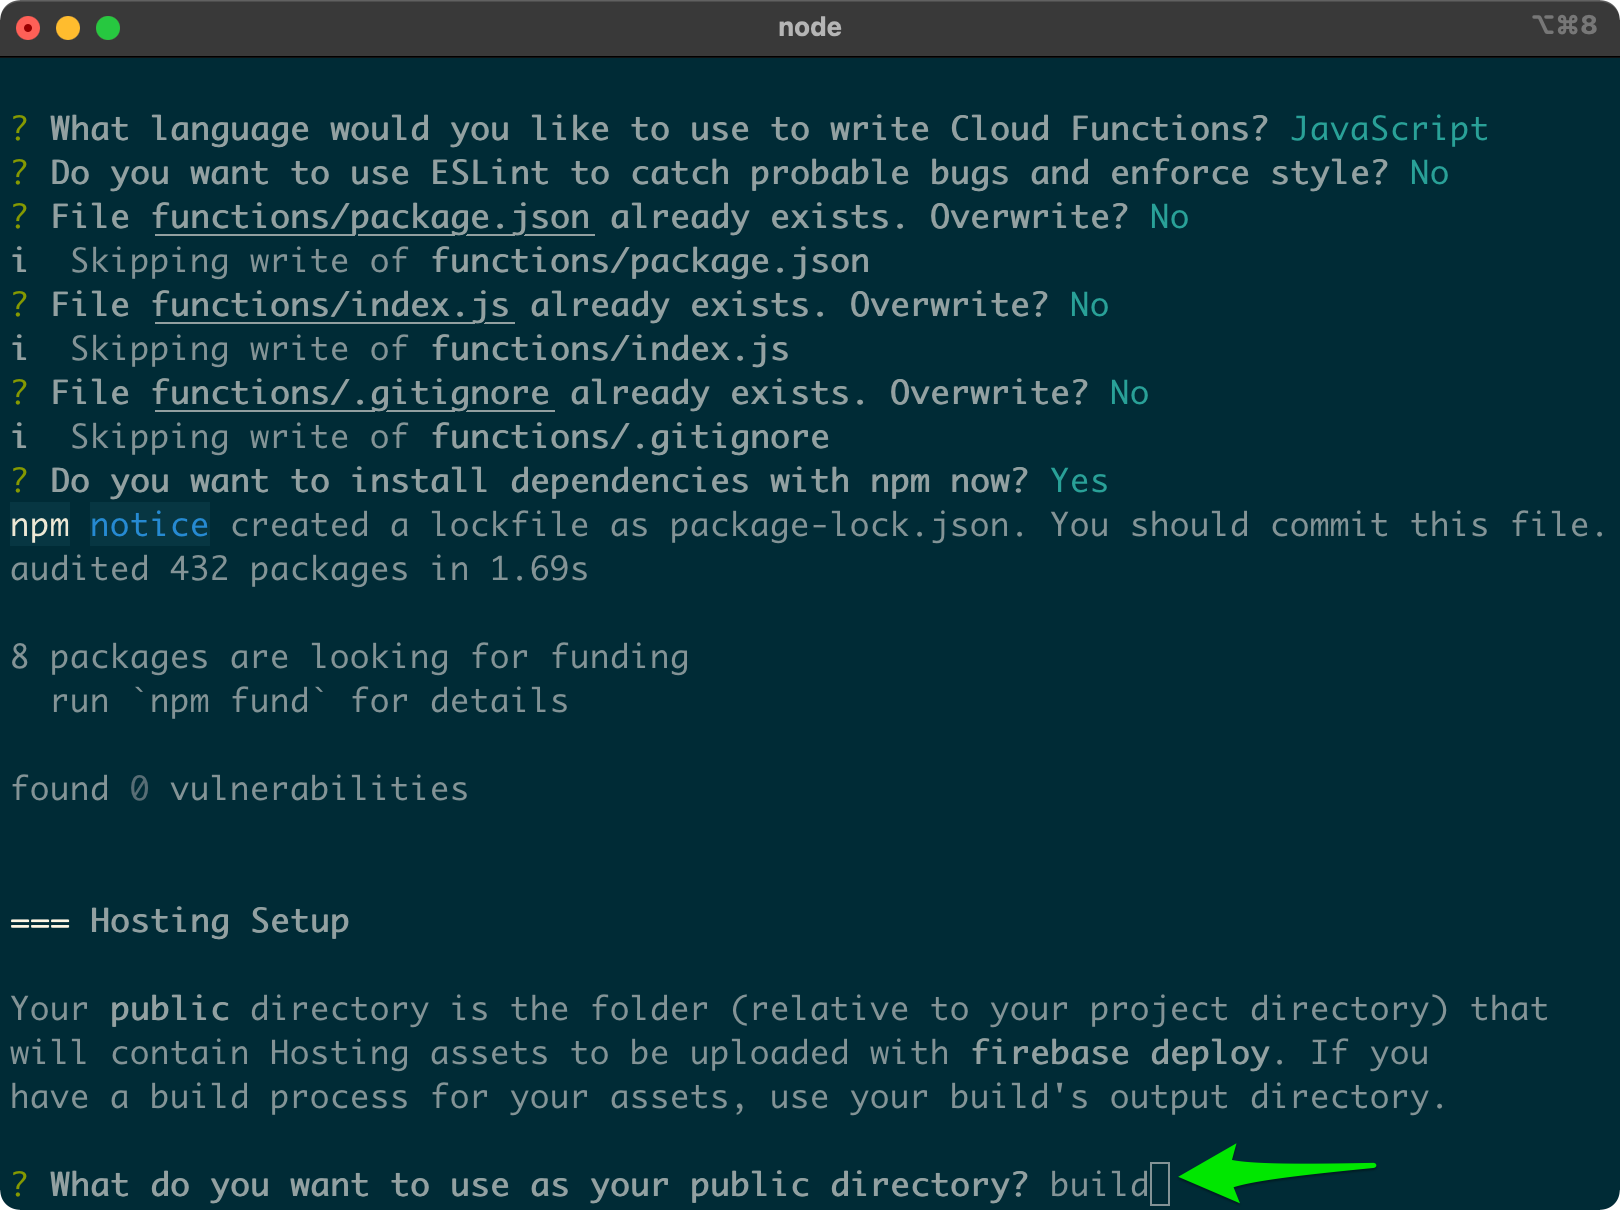 node
⌥⌘8
? What language would you like to use to write Cloud Functions? JavaScript
? Do you want to use ESLint to catch probable bugs and enforce style? No
? File functions/package.json already exists. Overwrite? No
i  Skipping write of functions/package.json
? File functions/index.js already exists. Overwrite? No
i  Skipping write of functions/index.js
? File functions/.gitignore already exists. Overwrite? No
i  Skipping write of functions/.gitignore
? Do you want to install dependencies with npm now? Yes
npm notice created a lockfile as package-lock.json. You should commit this file.
audited 432 packages in 1.69s
8 packages are looking for funding
  run `npm fund` for details
found 0 vulnerabilities
=== Hosting Setup
Your public directory is the folder (relative to your project directory) that
will contain Hosting assets to be uploaded with firebase deploy. If you
have a build process for your assets, use your build's output directory.
? What do you want to use as your public directory? build